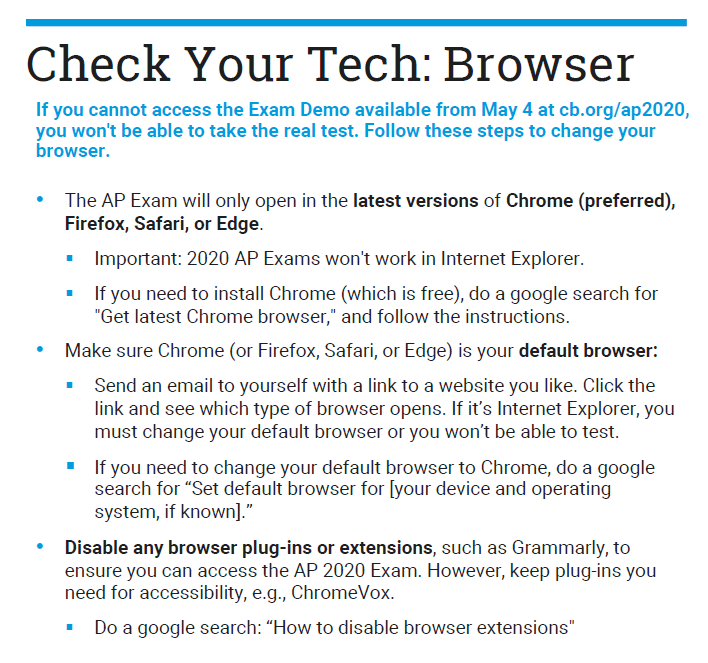 Check Your Tech: Browser
If you cannot access the Exam Demo available from May 4 at cb.org/ap2020,
you won't be able to take the real test. Follow these steps to change your
browser.
• The AP Exam will only open in the latest versions of Chrome (preferred),
Firefox, Safari, or Edge.
▪ Important: 2020 AP Exams won't work in Internet Explorer.
▪ If you need to install Chrome (which is free), do a google search for
"Get latest Chrome browser," and follow the instructions.
• Make sure Chrome (or Firefox, Safari, or Edge) is your default browser:
▪ Send an email to yourself with a link to a website you like. Click the
link and see which type of browser opens. If it’s Internet Explorer, you
must change your default browser or you won’t be able to test.
▪ If you need to change your default browser to Chrome, do a google
search for “Set default browser for [your device and operating
system, if known].”
• Disable any browser plug-ins or extensions, such as Grammarly, to
ensure you can access the AP 2020 Exam. However, keep plug-ins you
need for accessibility, e.g., ChromeVox.
▪ Do a google search: “How to disable browser extensions"